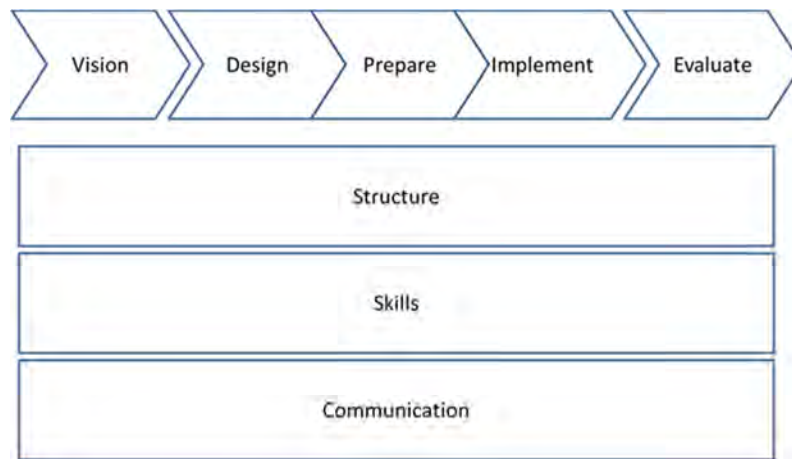 Vision Design Prepare Implement Evaluate
Structure
Skills
Communication